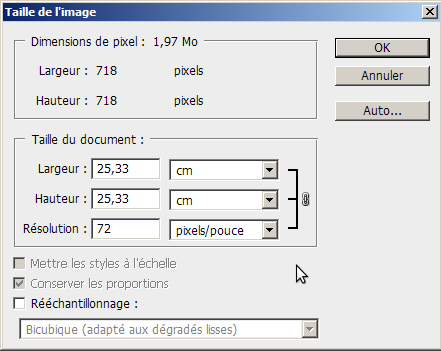 Taille de l'image
Dimensions de pixel : 1,97 Mo
Largeur : 718 pixels
Hauteur : 718 pixels
OK
Annuler
Auto...
Taille du document :
Largeur : 25,33 cm
Hauteur : 25,33 cm
Résolution : 72 pixels/pouce
Mettre les styles à l'échelle
Conserver les proportions
Rééchantillonnage :
Bicubique (adapté aux dégradés lisses)